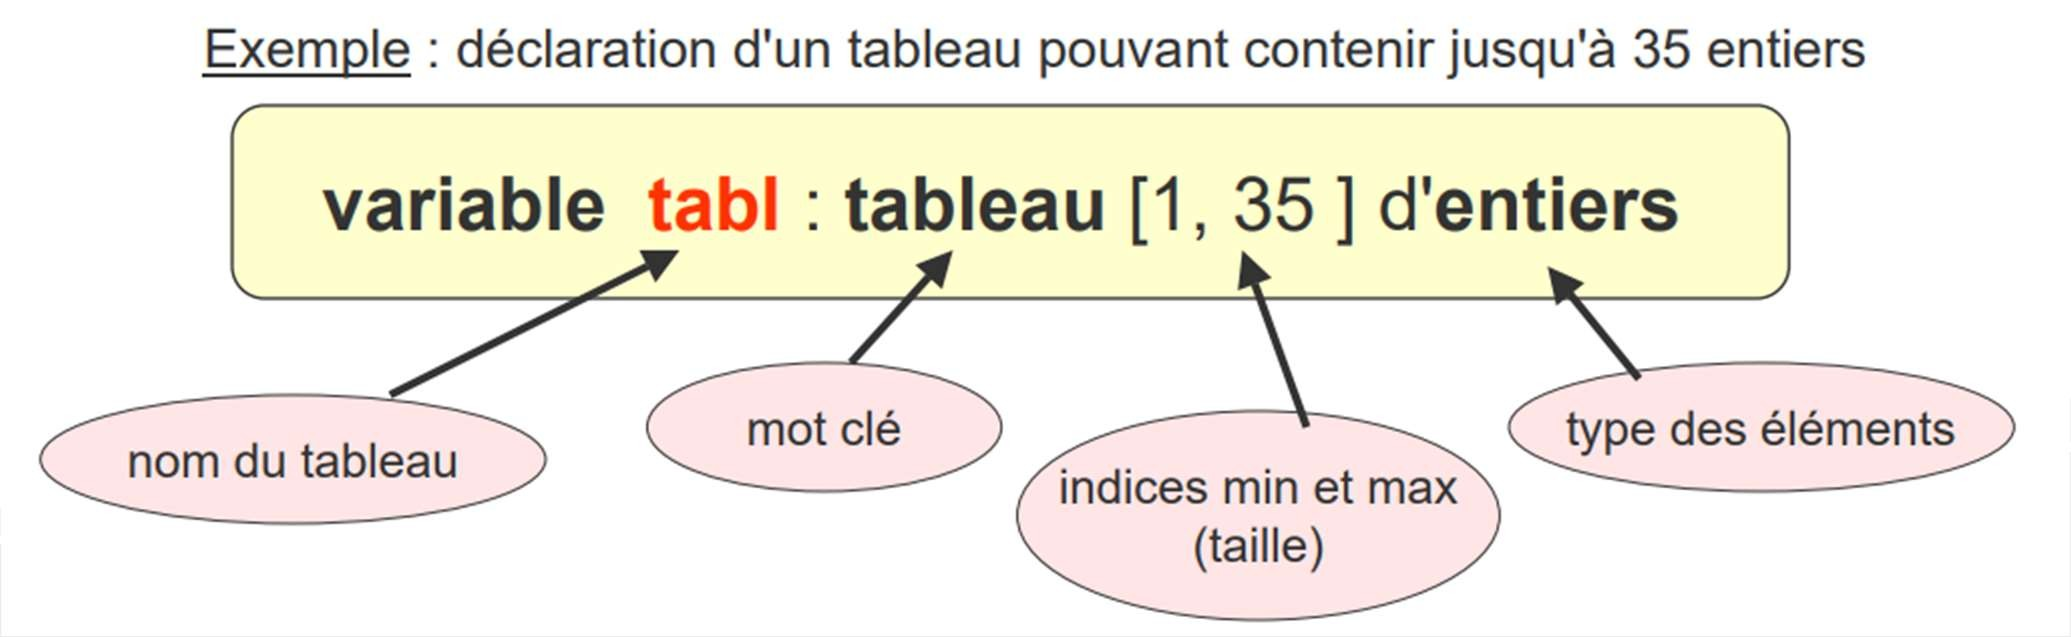 Exemple : déclaration d'un tableau pouvant contenir jusqu'à 35 entiers
variable tabl : tableau [1, 35 ] d'entiers
nom du tableau
mot clé
indices min et max
(taille)
type des éléments